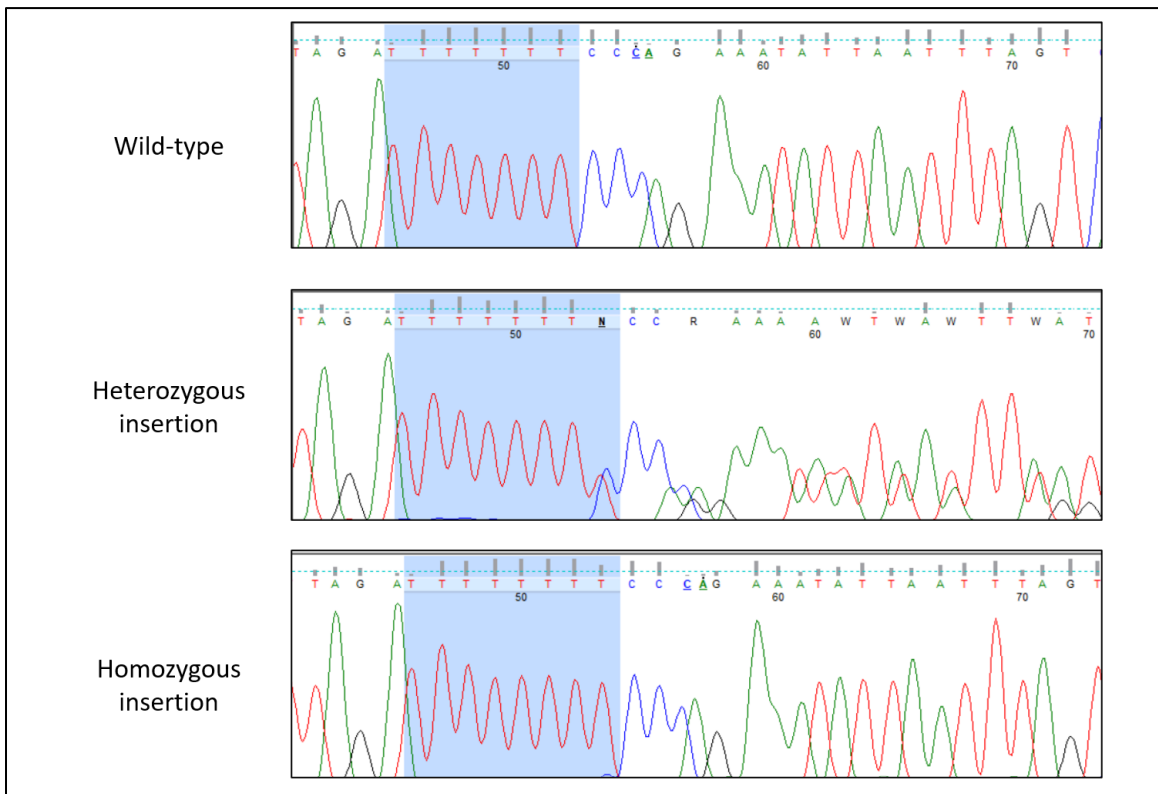 Wild-type
T A G A T T T T T T T C C C A G A A A T A T T A A T T T A G T C
50 60 70
Heterozygous
insertion
T A G A T T T T T T T N C C R A A A A W T W A W T T W A T
50 60 70
Homozygous
insertion
T A G A T T T T T T T T C C C A G A A A T A T T A A T T T A G T
50 60 70